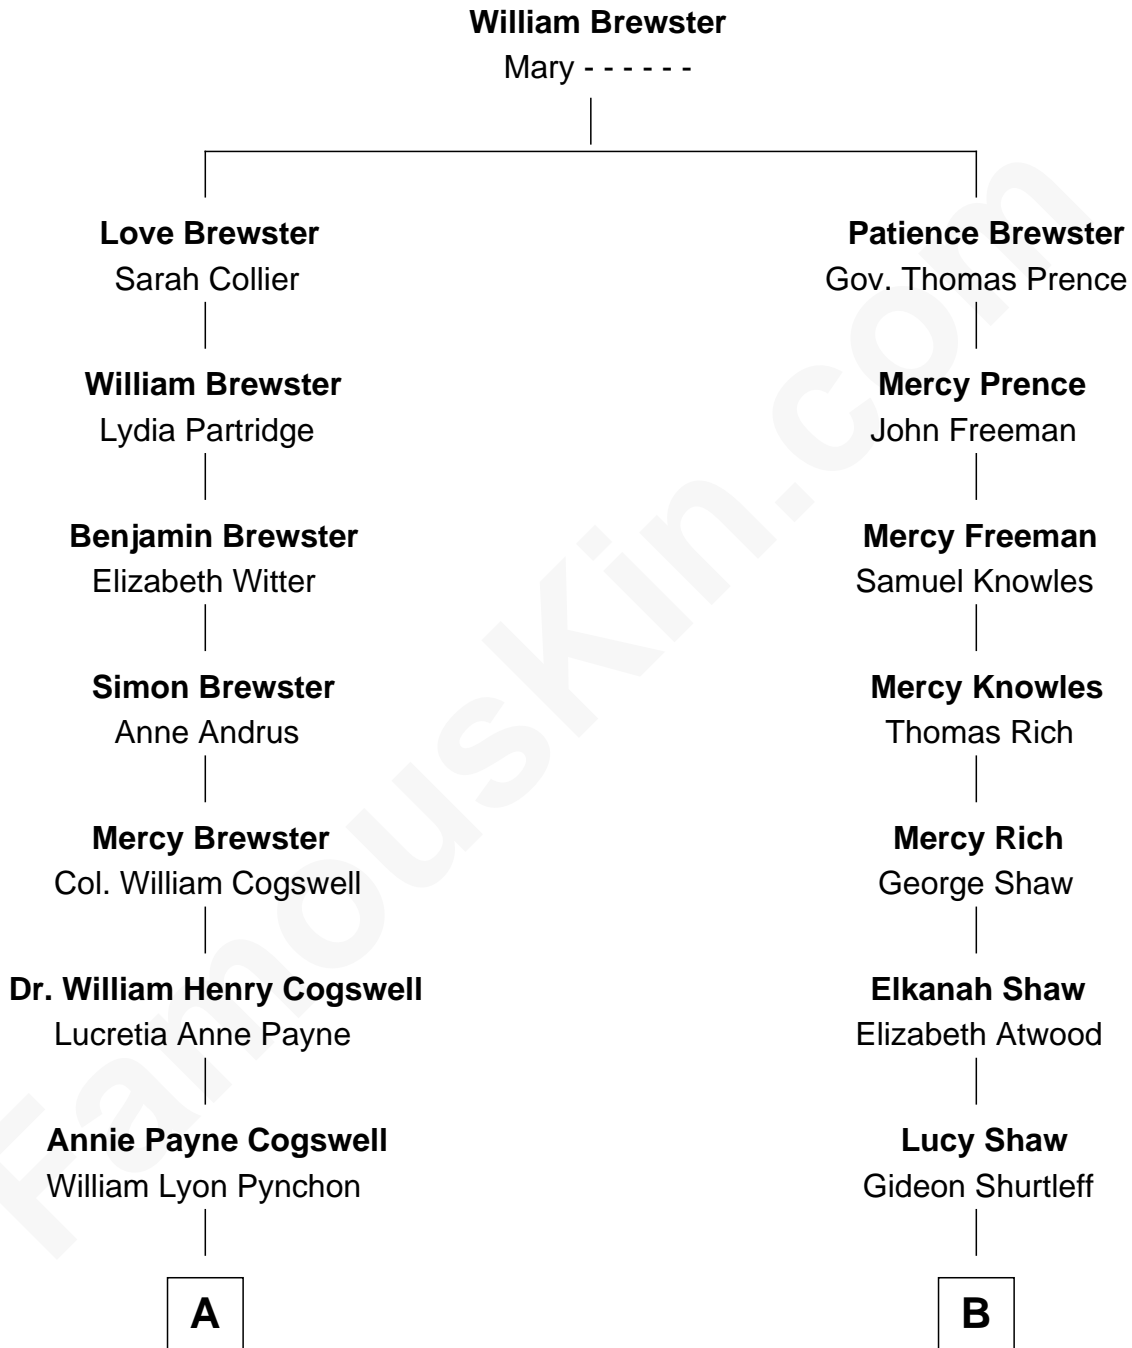 William Brewster
Mary - - - - - -
Love Brewster
Sarah Collier
Patience Brewster
Gov. Thomas Prence
William Brewster
Lydia Partridge
Mercy Prence
John Freeman
Benjamin Brewster
Elizabeth Witter
Mercy Freeman
Samuel Knowles
Simon Brewster
Anne Andrus
Mercy Knowles
Thomas Rich
Mercy Brewster
Col. William Cogswell
Mercy Rich
George Shaw
Dr. William Henry Cogswell
Lucretia Anne Payne
Elkanah Shaw
Elizabeth Atwood
Annie Payne Cogswell
William Lyon Pynchon
Lucy Shaw
Gideon Shurtleff
A
B
FamousKin.com